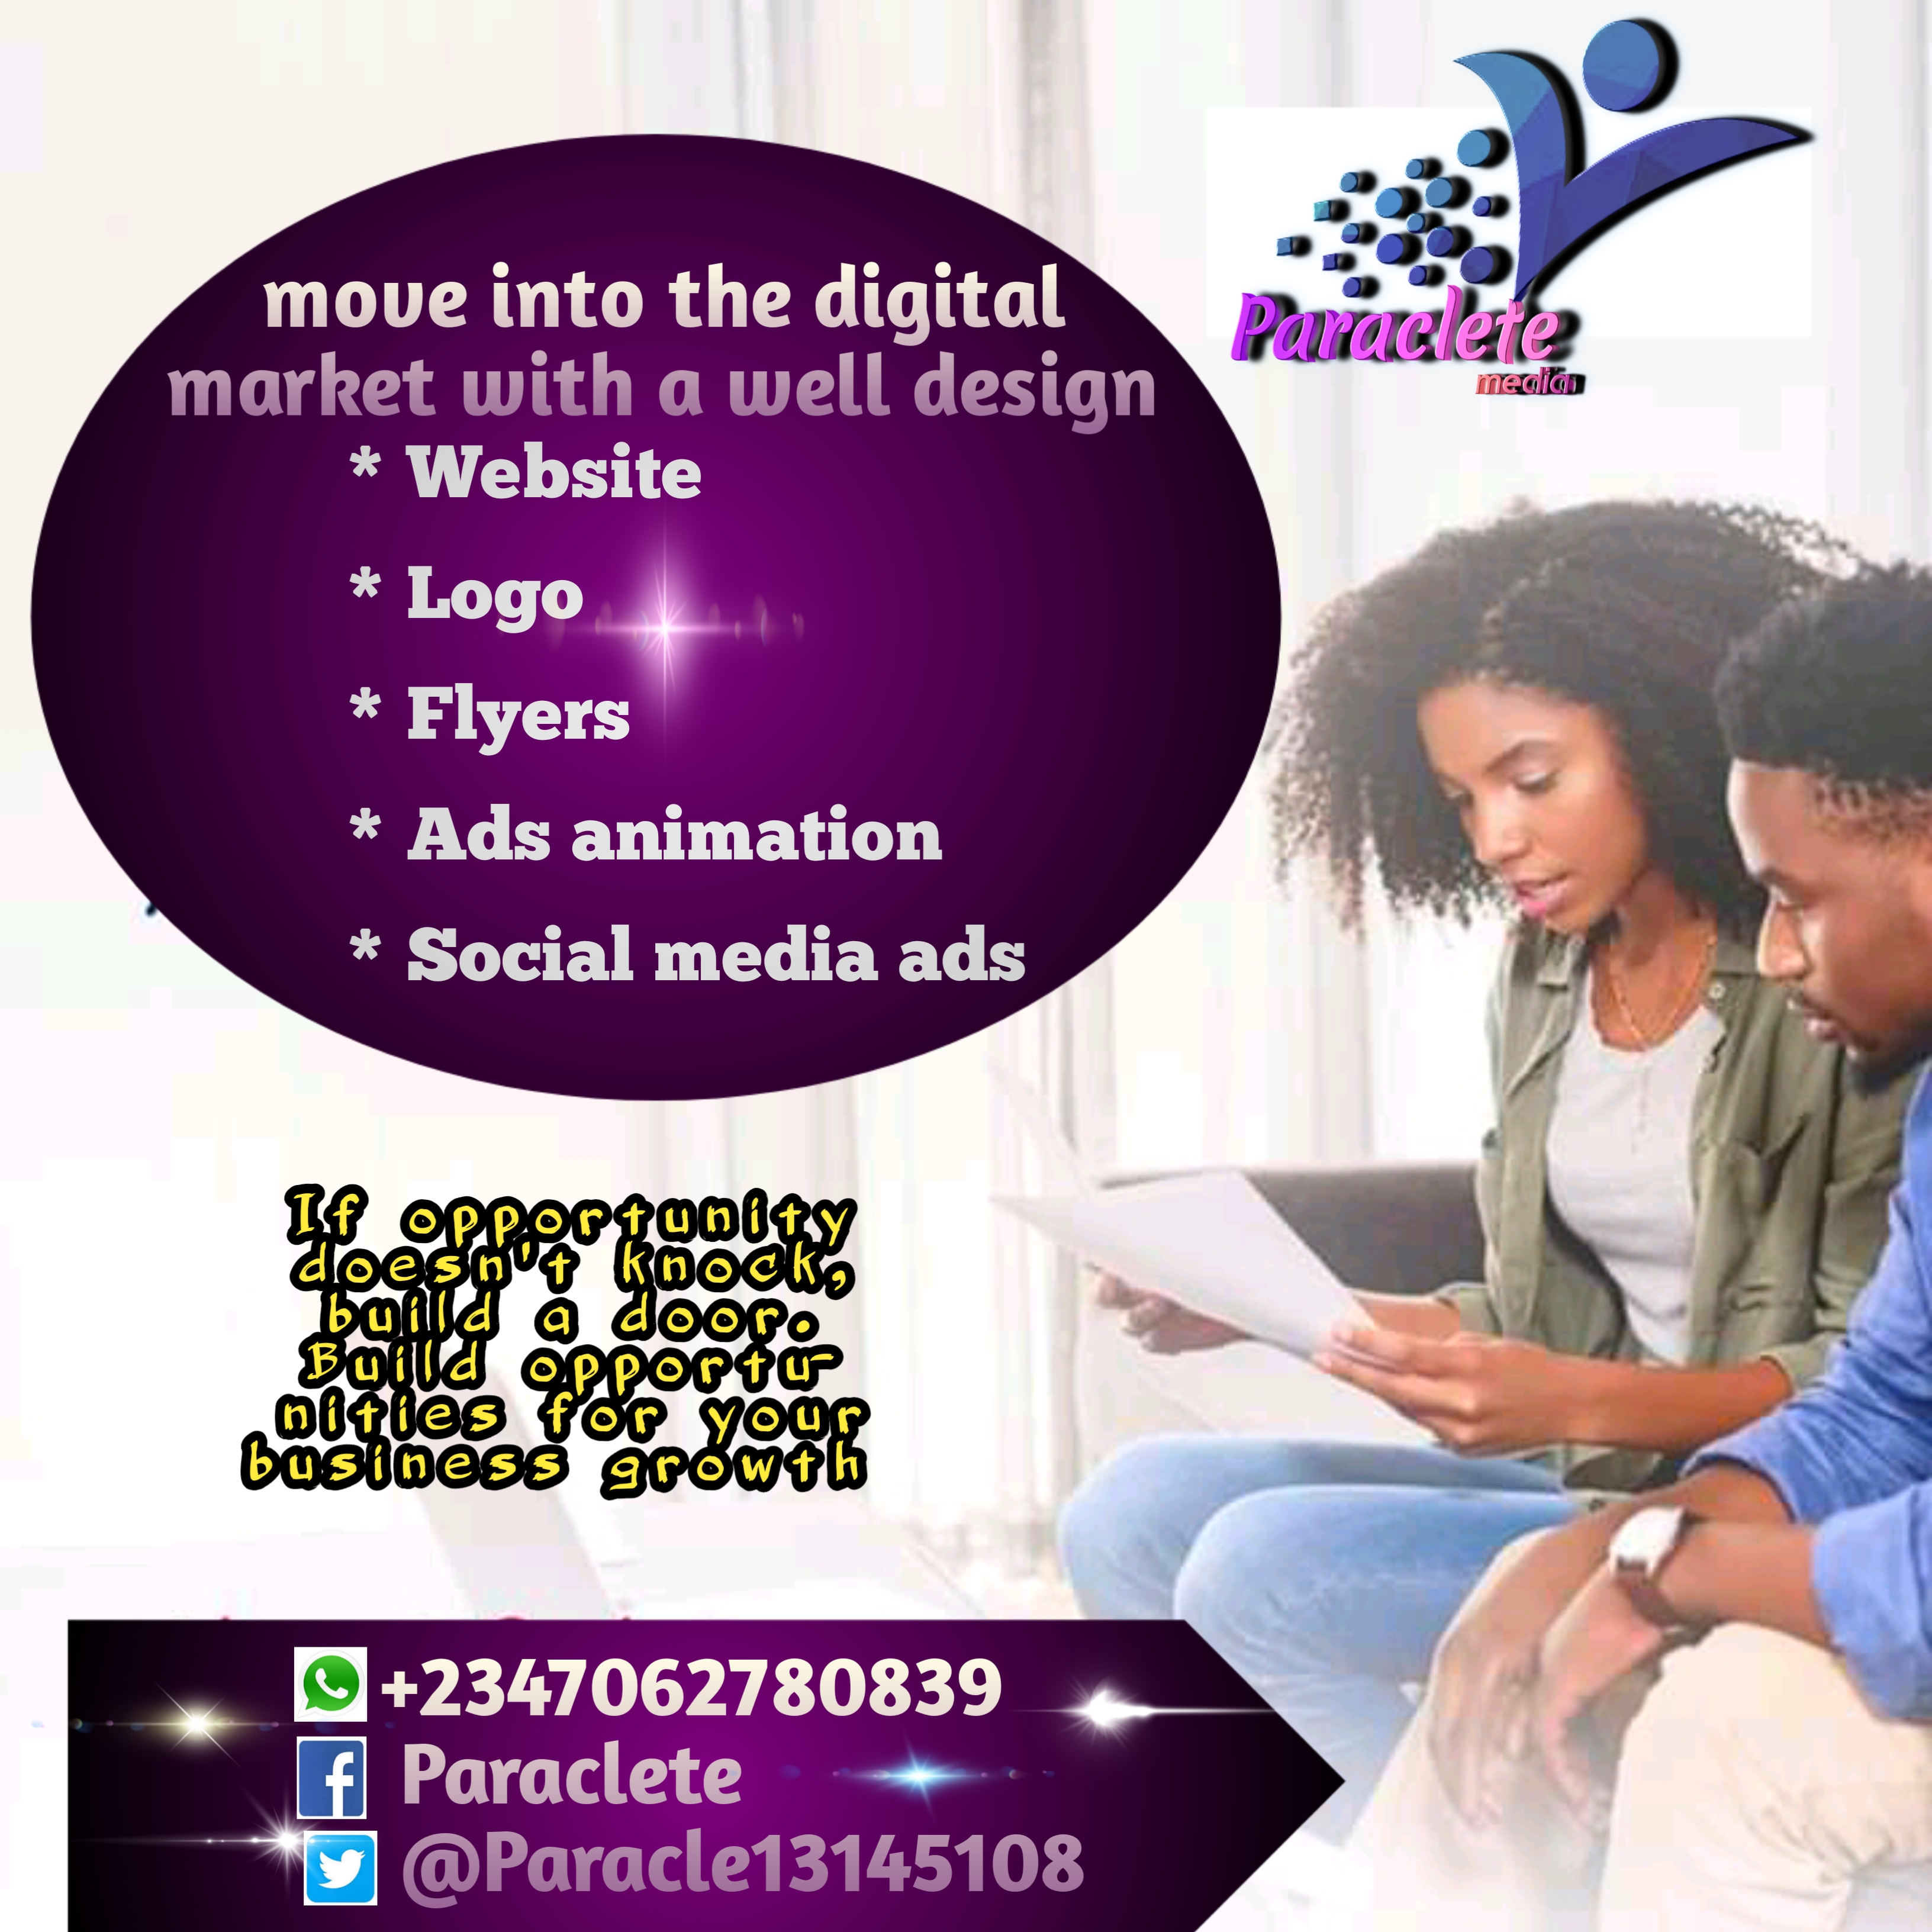 Paraclete
media
move into the digital
market with a well design
* Website
* Logo
* Flyers
* Ads animation
* Social media ads
If opportunity
doesn't knock,
build a door.
Build opportu-
nities for your
business growth
+2347062780839
Paraclete
@Paracle13145108